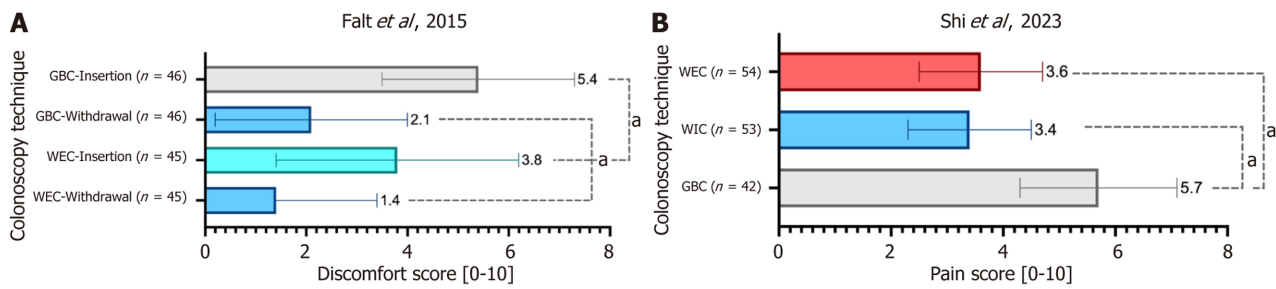 A
Falt et al, 2015
Colonoscopy technique
GBC-Insertion (n = 46)
5.4
GBC-Withdrawal (n = 46)
2.1
WEC-Insertion (n = 45)
3.8
WEC-Withdrawal (n = 45)
1.4
a
a
0 2 4 6 8
Discomfort score [0-10]
B
Shi et al, 2023
Colonoscopy technique
WEC (n = 54)
3.6
WIC (n = 53)
3.4
GBC (n = 42)
5.7
a
a
0 2 4 6 8
Pain score [0-10]